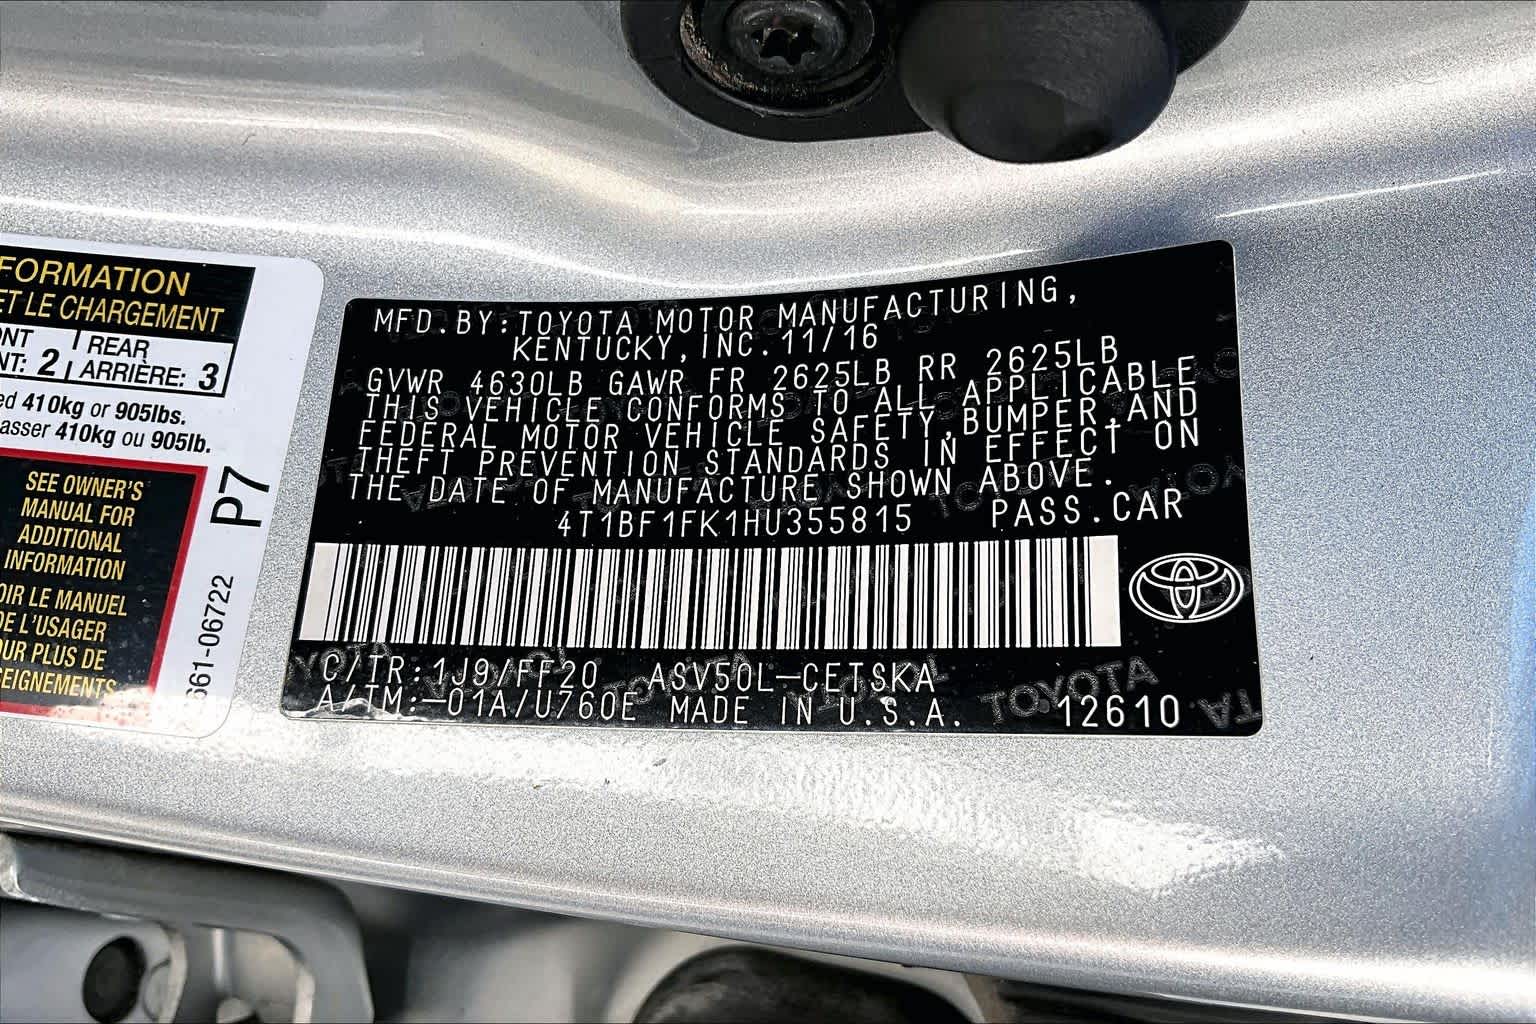 FORMATION
ET LE CHARGEMENT
REAR
2 ARRIÈRE: 3
410kg or 905lbs.
asser 410kg ou 905lb.
SEE OWNER'S
MANUAL FOR
ADDITIONAL
INFORMATION
OIR LE MANUEL
DE L'USAGER
OUR PLUS DE
SEIGNEMENTS
P7
661-06722
MFD.BY:TOYOTA MOTOR MANUFACTURING,
KENTUCKY,INC.11/16
GVWR 4630LB GAWR FR 2625LB RR 2625LB
THIS VEHICLE CONFORMS TO ALL APPLICABLE
FEDERAL MOTOR VEHICLE SAFETY,BUMPER,AND
THEFT PREVENTION STANDARDS IN EFFECT ON
THE DATE OF MANUFACTURE SHOWN ABOVE.
4T1BF1FK1HU355815 PASS.CAR
C/TR:1J9/FF20 ASV50L-CETSKA
A/TM:-01A/U760E MADE IN U.S.A. 12610